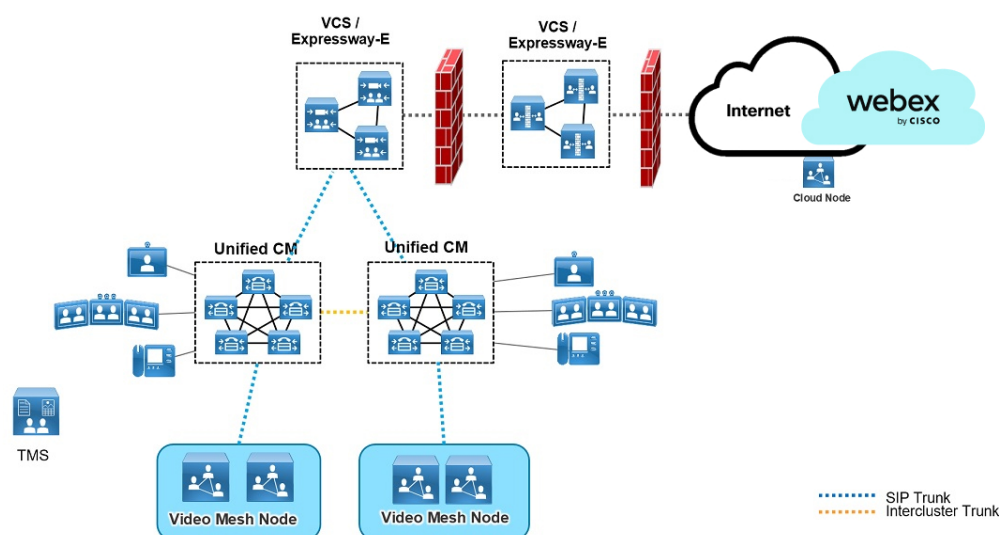 VCS /
Expressway-E
VCS /
Expressway-E
Internet
webex
by CISCO
Cloud Node
Unified CM
Unified CM
TMS
Video Mesh Node
Video Mesh Node
SIP Trunk
Intercluster Trunk